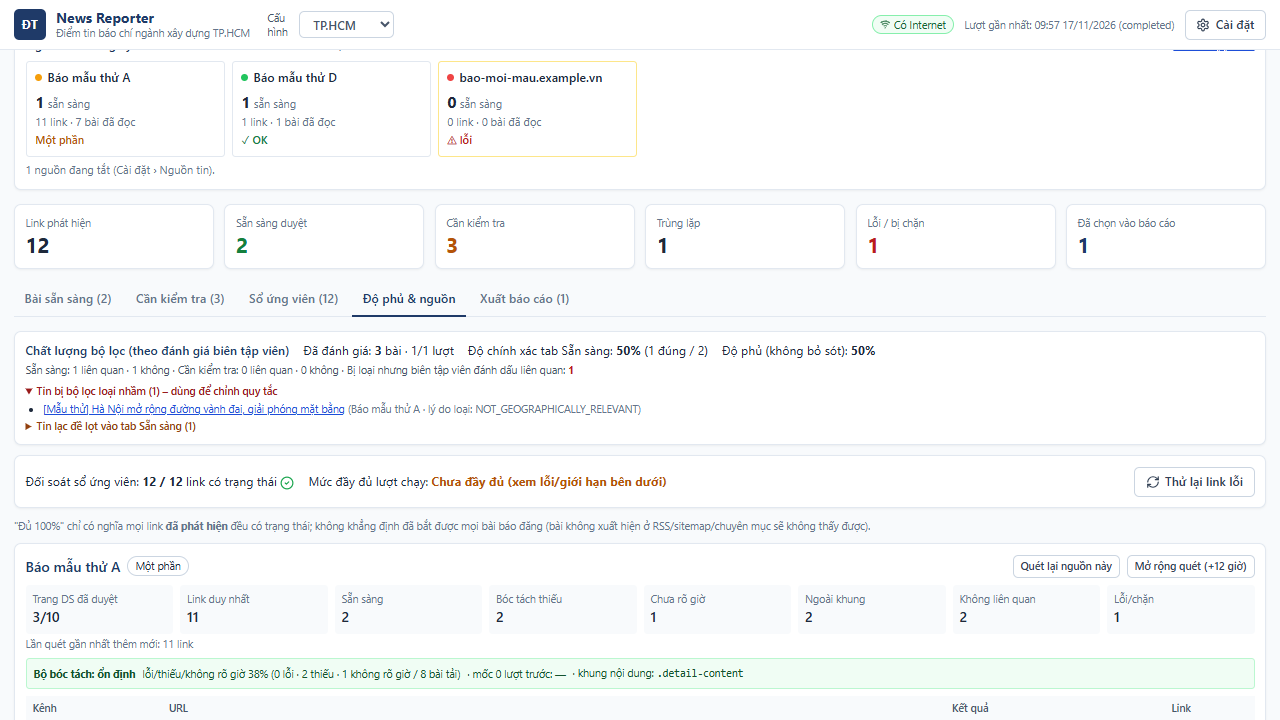 ĐT
News Reporter
Điểm tin báo chí ngành xây dựng TP.HCM
Cấu hình
TP.HCM
Có Internet
Lượt gần nhất: 09:57 17/11/2026 (completed)
Cài đặt
Báo mẫu thử A
1 sẵn sàng
11 link · 7 bài đã đọc
Một phần
Báo mẫu thử D
1 sẵn sàng
1 link · 1 bài đã đọc
✓ OK
bao-moi-mau.example.vn
0 sẵn sàng
0 link · 0 bài đã đọc
⚠ lỗi
1 nguồn đang tắt (Cài đặt › Nguồn tin).
Link phát hiện
12
Sẵn sàng duyệt
2
Cần kiểm tra
3
Trùng lặp
1
Lỗi / bị chặn
1
Đã chọn vào báo cáo
1
Bài sẵn sàng (2)
Cần kiểm tra (3)
Sổ ứng viên (12)
Độ phủ & nguồn
Xuất báo cáo (1)
Chất lượng bộ lọc (theo đánh giá biên tập viên) Đã đánh giá: 3 bài · 1/1 lượt Độ chính xác tab Sẵn sàng: 50% (1 đúng / 2) Độ phủ (không bỏ sót): 50%
Sẵn sàng: 1 liên quan · 1 không · Cần kiểm tra: 0 liên quan · 0 không · Bị loại nhưng biên tập viên đánh dấu liên quan: 1
▼ Tin bị bộ lọc loại nhầm (1) – dùng để chỉnh quy tắc
• [Mẫu thử] Hà Nội mở rộng đường vành đai, giải phóng mặt bằng (Báo mẫu thử A · lý do loại: NOT_GEOGRAPHICALLY_RELEVANT)
▶ Tin lạc đề lọt vào tab Sẵn sàng (1)
Đối soát sổ ứng viên: 12 / 12 link có trạng thái Mức đầy đủ lượt chạy: Chưa đầy đủ (xem lỗi/giới hạn bên dưới)
Thử lại link lỗi
"Đủ 100%" chỉ có nghĩa mọi link đã phát hiện đều có trạng thái; không khẳng định đã bắt được mọi bài báo đăng (bài không xuất hiện ở RSS/sitemap/chuyên mục sẽ không thấy được).
Báo mẫu thử A
Một phần
Quét lại nguồn này
Mở rộng quét (+12 giờ)
Trang DS đã duyệt
3/10
Link duy nhất
11
Sẵn sàng
2
Bóc tách thiếu
2
Chưa rõ giờ
1
Ngoài khung
2
Không liên quan
2
Lỗi/chặn
1
Lần quét gần nhất thêm mới: 11 link
Bộ bóc tách: ổn định lỗi/thiếu/không rõ giờ 38% (0 lỗi · 2 thiếu · 1 không rõ giờ / 8 bài tải) · mốc 0 lượt trước: — · khung nội dung: .detail-content
Kênh URL Kết quả Link